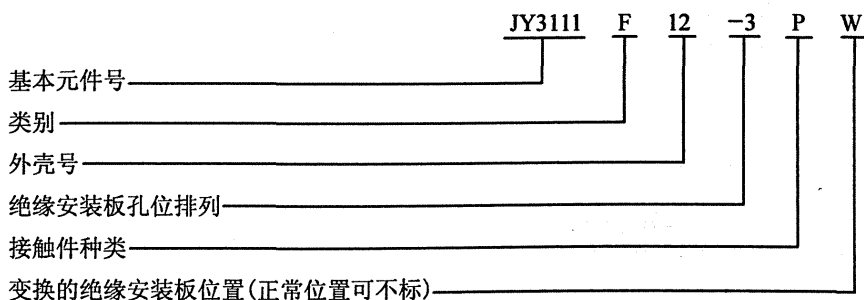 JY3111 F 12 -3 P W
基本元件号
类别
外壳号
绝缘安装板孔位排列
接触件种类
变换的绝缘安装板位置(正常位置可不标)